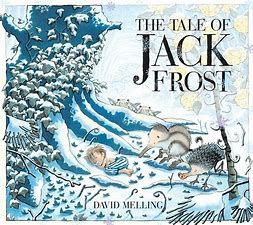 THE TALE OF
JACK
FROST
DAVID MELLING